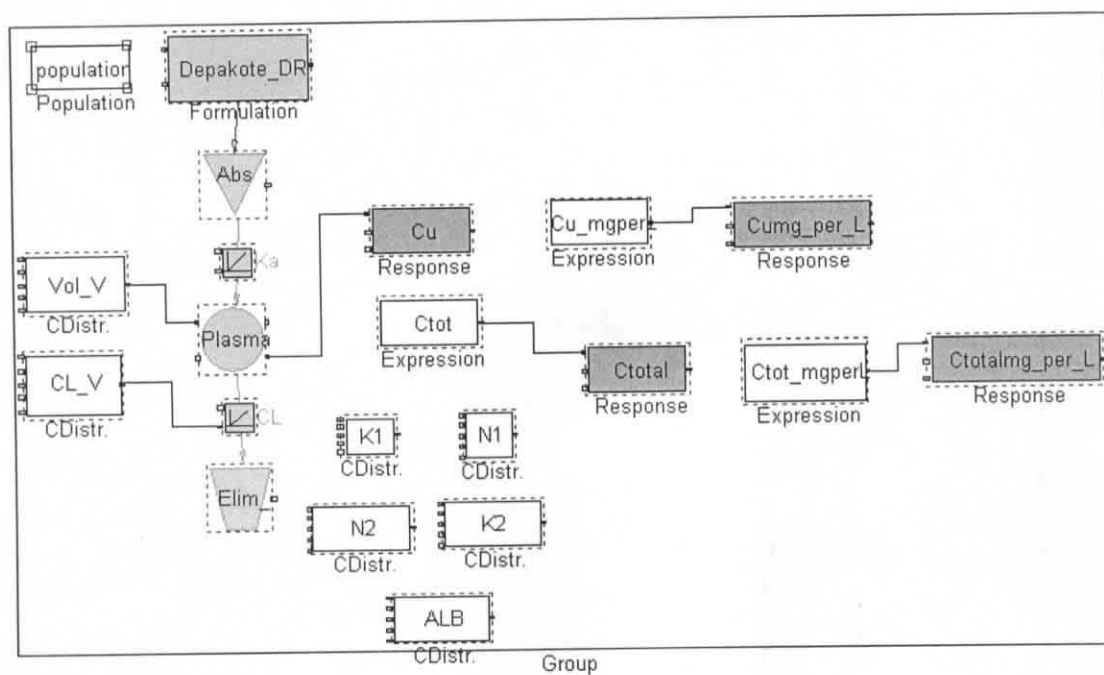 population
Population
Depakote_DR
Formulation
Abs
Ka
Vol_V
CDistr.
Plasma
CL_V
CDistr.
CL
Elim
Cu
Response
Cu_mgper
Expression
Cumg_per_L
Response
Ctot
Expression
Ctotal
Response
Ctot_mgperL
Expression
Ctotalmg_per_L
Response
K1
CDistr.
N1
CDistr.
N2
CDistr.
K2
CDistr.
ALB
CDistr.
Group